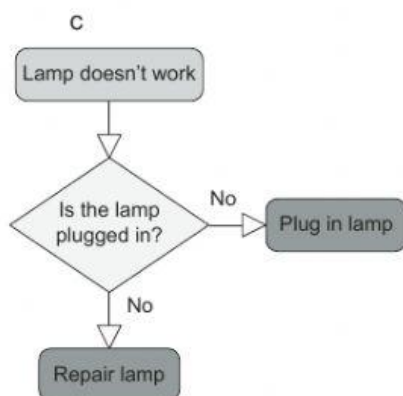 C
Lamp doesn't work
Is the lamp
plugged in?
No
Plug in lamp
No
Repair lamp